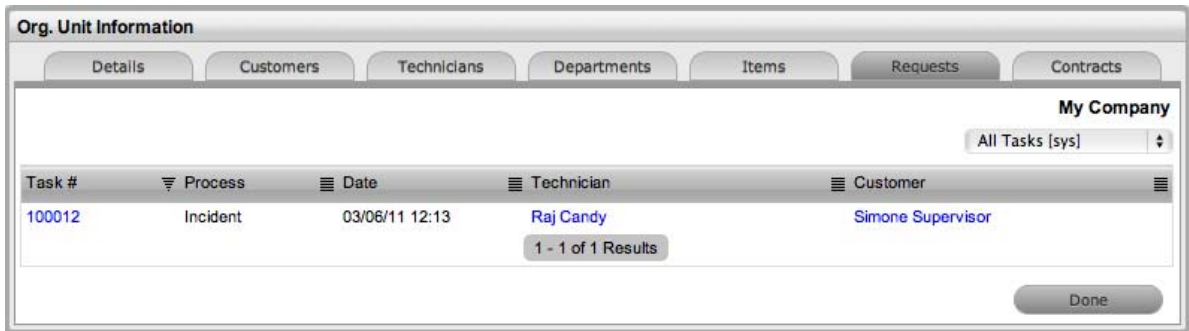 Org. Unit Information
Details Customers Technicians Departments Items Requests Contracts
My Company
All Tasks [sys]
Task # Process Date Technician Customer
100012 Incident 03/06/11 12:13 Raj Candy Simone Supervisor
1 - 1 of 1 Results
Done